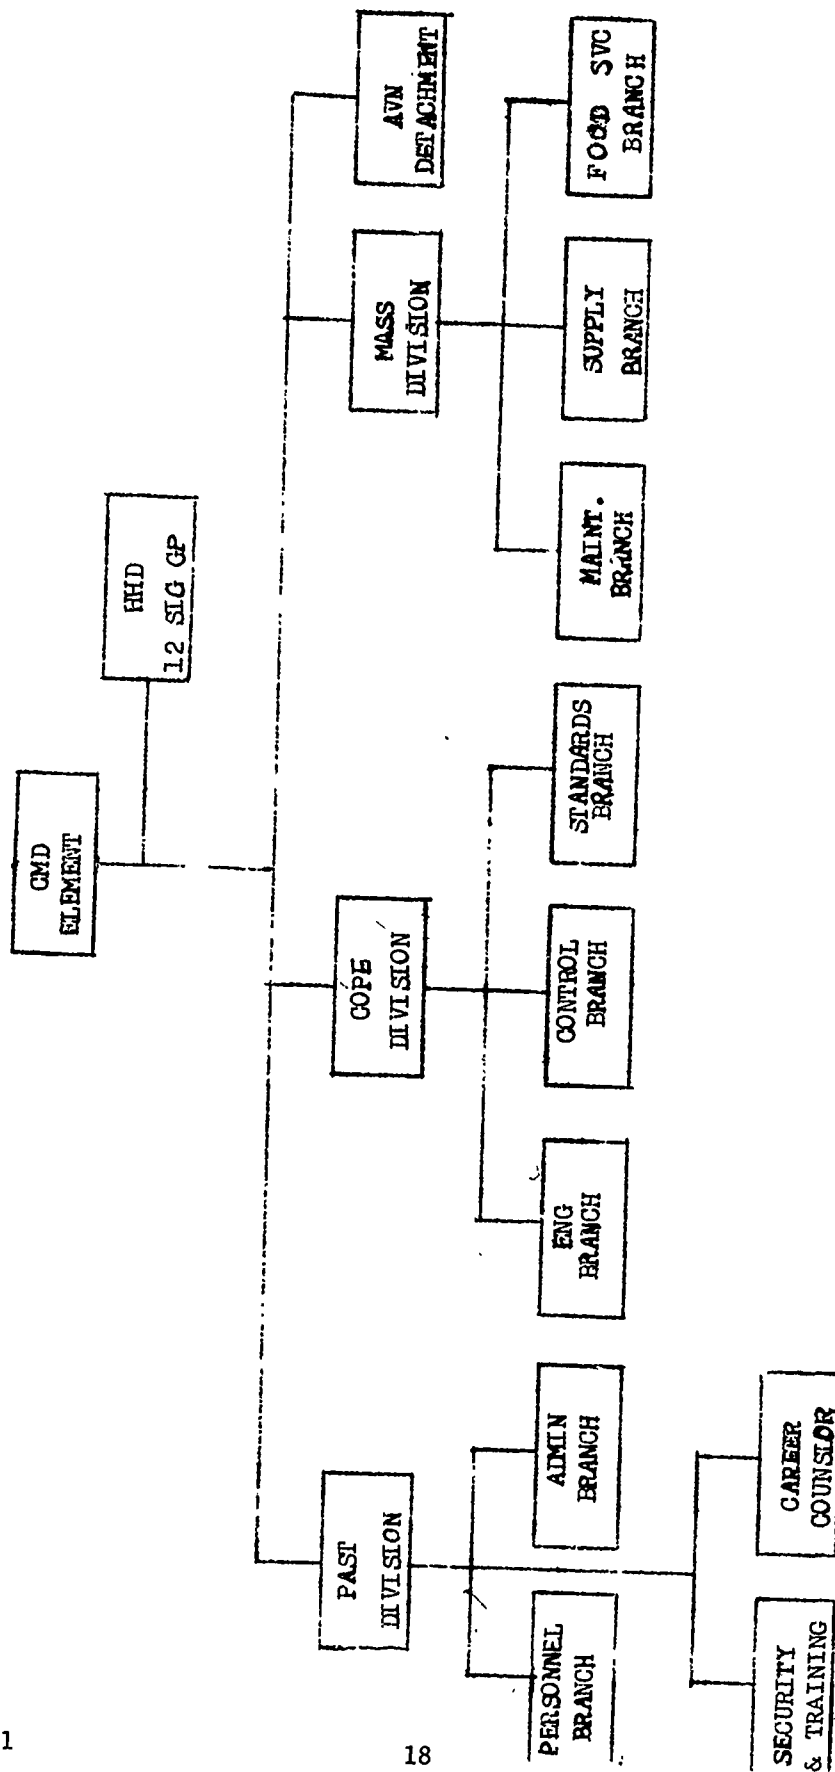 CMD
ELEMENT
HHD
12 SIG GP
PAST
DIVISION
COPE
DIVISION
MASS
DIVISION
AVN
DETACHMENT
PERSONNEL
BRANCH
ADMIN
BRANCH
ENG
BRANCH
CONTROL
BRANCH
STANDARDS
BRANCH
MAINT.
BRANCH
SUPPLY
BRANCH
FOOD SVC
BRANCH
SECURITY
& TRAINING
CAREER
COUNSLOR
1
18